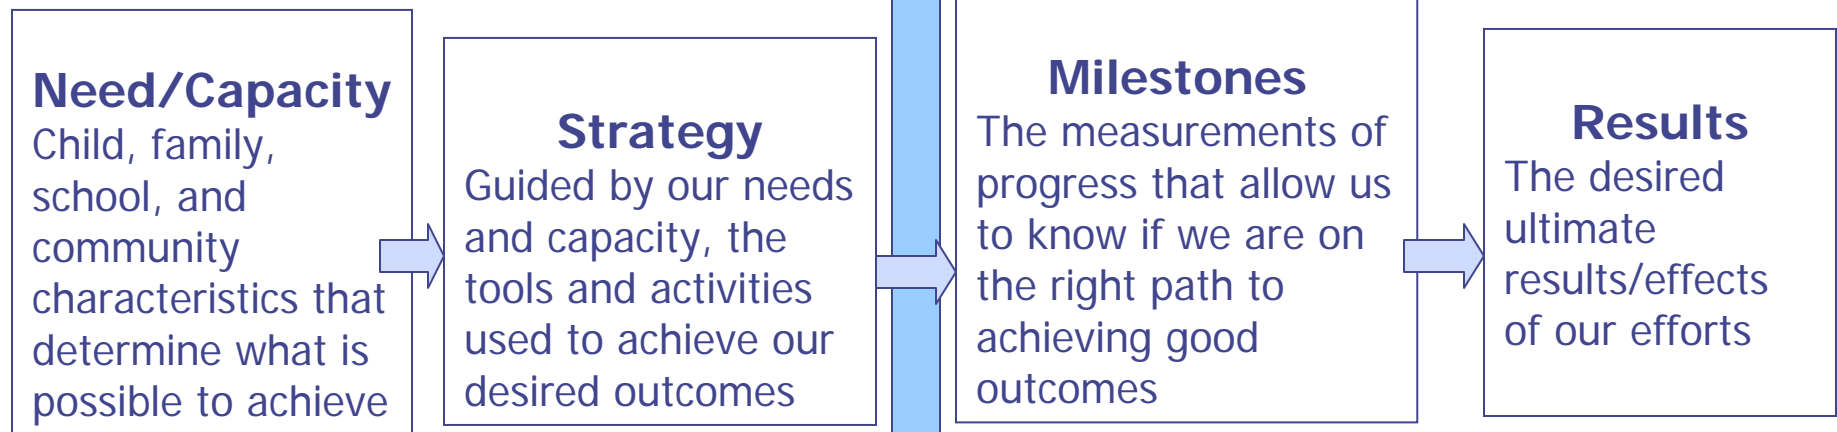 Need/Capacity
Child, family,
school, and
community
characteristics that
determine what is
possible to achieve
Strategy
Guided by our needs
and capacity, the
tools and activities
used to achieve our
desired outcomes
Milestones
The measurements of
progress that allow us
to know if we are on
the right path to
achieving good
outcomes
Results
The desired
ultimate
results/effects
of our efforts